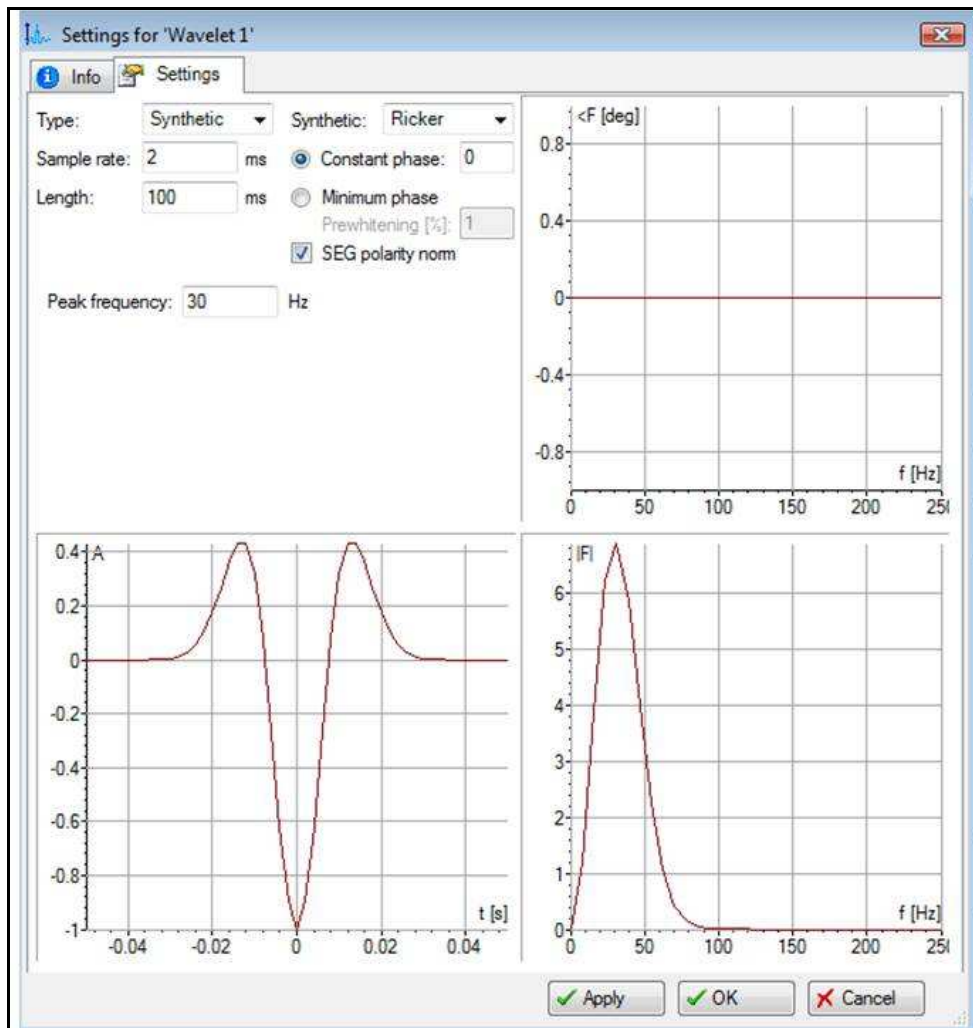 Settings for 'Wavelet 1'
Info Settings
Type: Synthetic Synthetic: Ricker
Sample rate: 2 ms Constant phase: 0
Length: 100 ms Minimum phase
Prewhitening [%]: 1
SEG polarity norm
Peak frequency: 30 Hz
<F [deg]
0.8
0.4
0
-0.4
-0.8
f [Hz]
0 50 100 150 200 250
A
0.4
0.2
0
-0.2
-0.4
-0.6
-0.8
-1
t [s]
-0.04 -0.02 0 0.02 0.04
|F|
6
5
4
3
2
1
0
f [Hz]
0 50 100 150 200 250
Apply OK Cancel